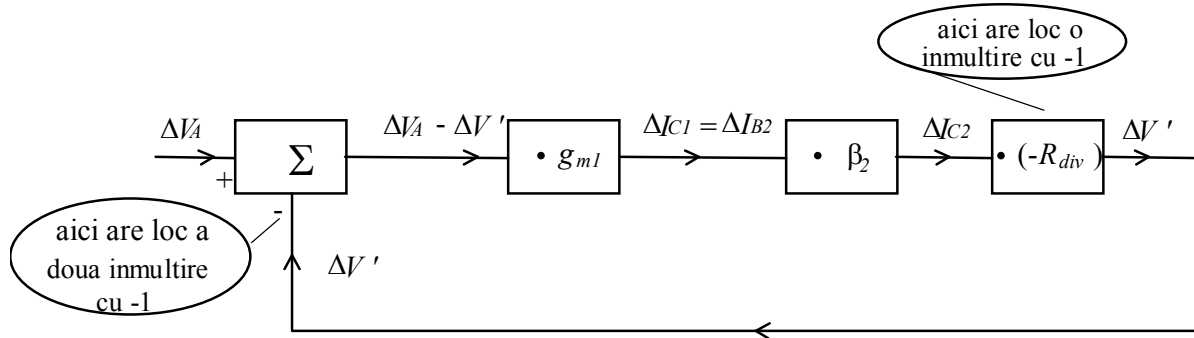 aici are loc o
inmultire cu -1
ΔVA
ΔVA - ΔV'
ΔIC1 = ΔIB2
ΔIC2
ΔV'
+
Σ
• gm1
• β2
• (-Rdiv)
-
aici are loc a
doua inmultire
cu -1
ΔV'